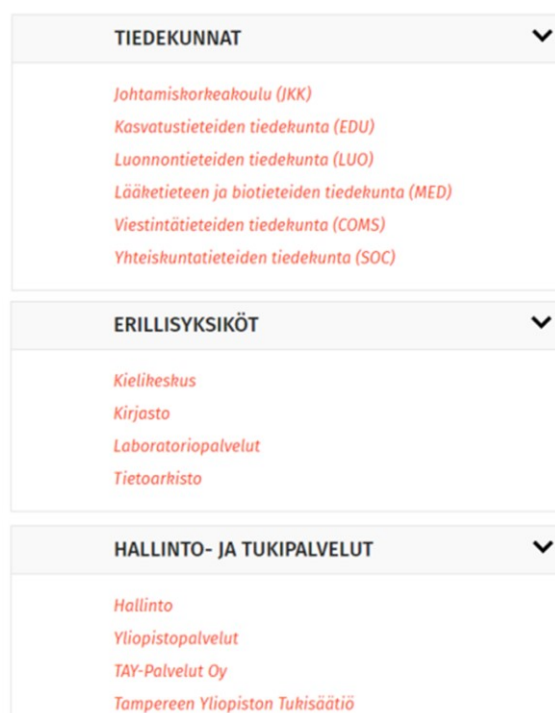 TIEDEKUNNAT
Johtamiskorkeakoulu (JKK)
Kasvatustieteiden tiedekunta (EDU)
Luonnontieteiden tiedekunta (LUO)
Lääketieteen ja biotieteiden tiedekunta (MED)
Viestintätieteiden tiedekunta (COMS)
Yhteiskuntatieteiden tiedekunta (SOC)
ERILLISYKSIKÖT
Kielikeskus
Kirjasto
Laboratoriopalvelut
Tietoarkisto
HALLINTO- JA TUKIPALVELUT
Hallinto
Yliopistopalvelut
TAY-Palvelut Oy
Tampereen Yliopiston Tukisäätiö